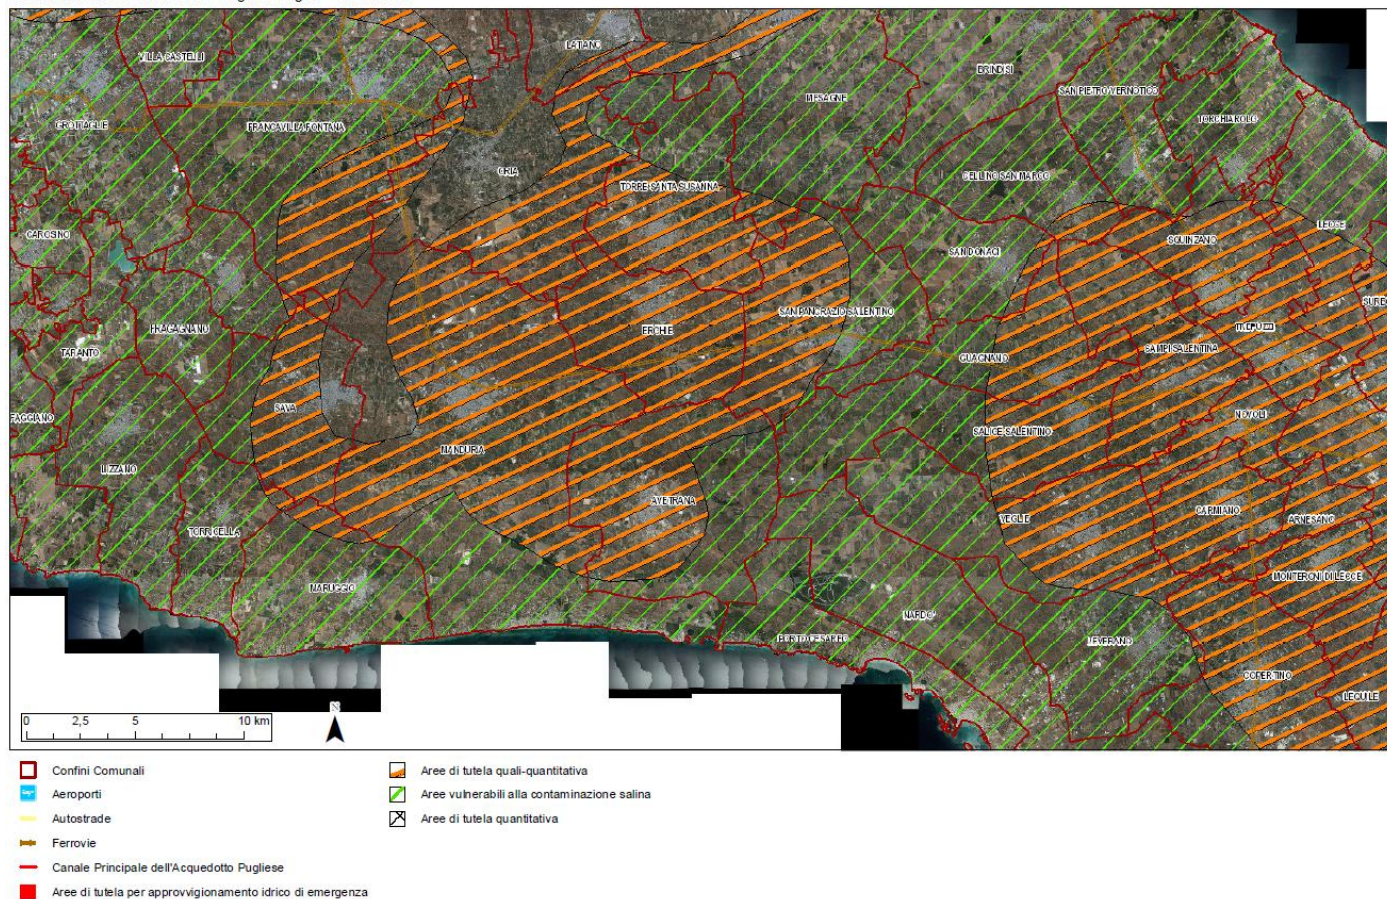 LATIANO
VILLA CASTELLI
BRINDISI
SAN PIETRO VERNOTICO
MESAGNE
TORCHIAROLO
GROTTAGLIE
FRANCAVILLA FONTANA
ORIA
CELLINO SAN MARCO
TORRE SANTA SUSANNA
LECCE
CAROSINO
SQUINZANO
SAN DONACI
SAN PANCRAZIO SALENTINO
FRAGAGNANO
ERCHIE
TREPUZZI
TARANTO
CAMPI SALENTINA
GUAGNANO
SAVA
NOVOLI
FAGGIANO
SALICE SALENTINO
MANDURIA
LIZZANO
AVETRANA
CARMIANO
VEGLIE
ARNESANO
TORRICELLA
MONTERONI DI LECCE
MARUGGIO
NARDO'
PORTO CESAREO
LEVERANO
COPERTINO
LEQUILE
0 2,5 5 10 km
N
Confini Comunali
Aeroporti
Autostrade
Ferrovie
Canale Principale dell'Acquedotto Pugliese
Aree di tutela per approvvigionamento idrico di emergenza
Aree di tutela quali-quantitativa
Aree vulnerabili alla contaminazione salina
Aree di tutela quantitativa